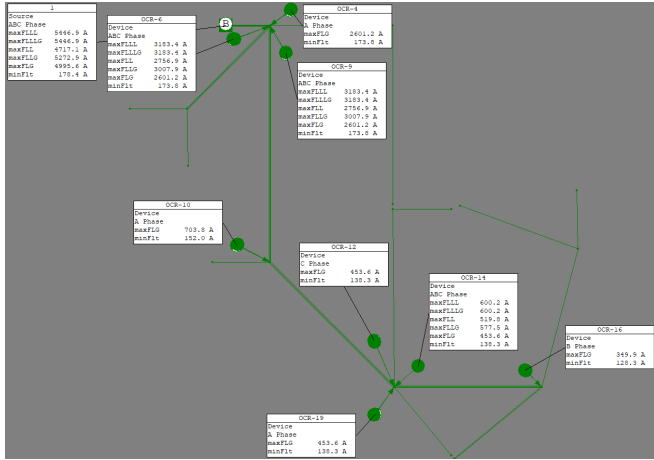 1
Source
ABC Phase
maxFLLL 5446.9 A
maxFLLLG 5446.9 A
maxFLL 4717.1 A
maxFLLG 5272.9 A
maxFLG 4995.6 A
minFlt 178.4 A
OCR-6
Device
ABC Phase
maxFLLL 3183.4 A
maxFLLLG 3183.4 A
maxFLL 2756.9 A
maxFLLG 3007.9 A
maxFLG 2601.2 A
minFlt 173.8 A
B
OCR-4
Device
A Phase
maxFLG 2601.2 A
minFlt 173.8 A
OCR-9
Device
ABC Phase
maxFLLL 3183.4 A
maxFLLLG 3183.4 A
maxFLL 2756.9 A
maxFLLG 3007.9 A
maxFLG 2601.2 A
minFlt 173.8 A
OCR-10
Device
A Phase
maxFLG 703.8 A
minFlt 152.0 A
OCR-12
Device
C Phase
maxFLG 453.6 A
minFlt 138.3 A
OCR-14
Device
ABC Phase
maxFLLL 600.2 A
maxFLLLG 600.2 A
maxFLL 519.8 A
maxFLLG 577.5 A
maxFLG 453.6 A
minFlt 138.3 A
OCR-16
Device
B Phase
maxFLG 349.9 A
minFlt 128.3 A
OCR-19
Device
A Phase
maxFLG 453.6 A
minFlt 138.3 A